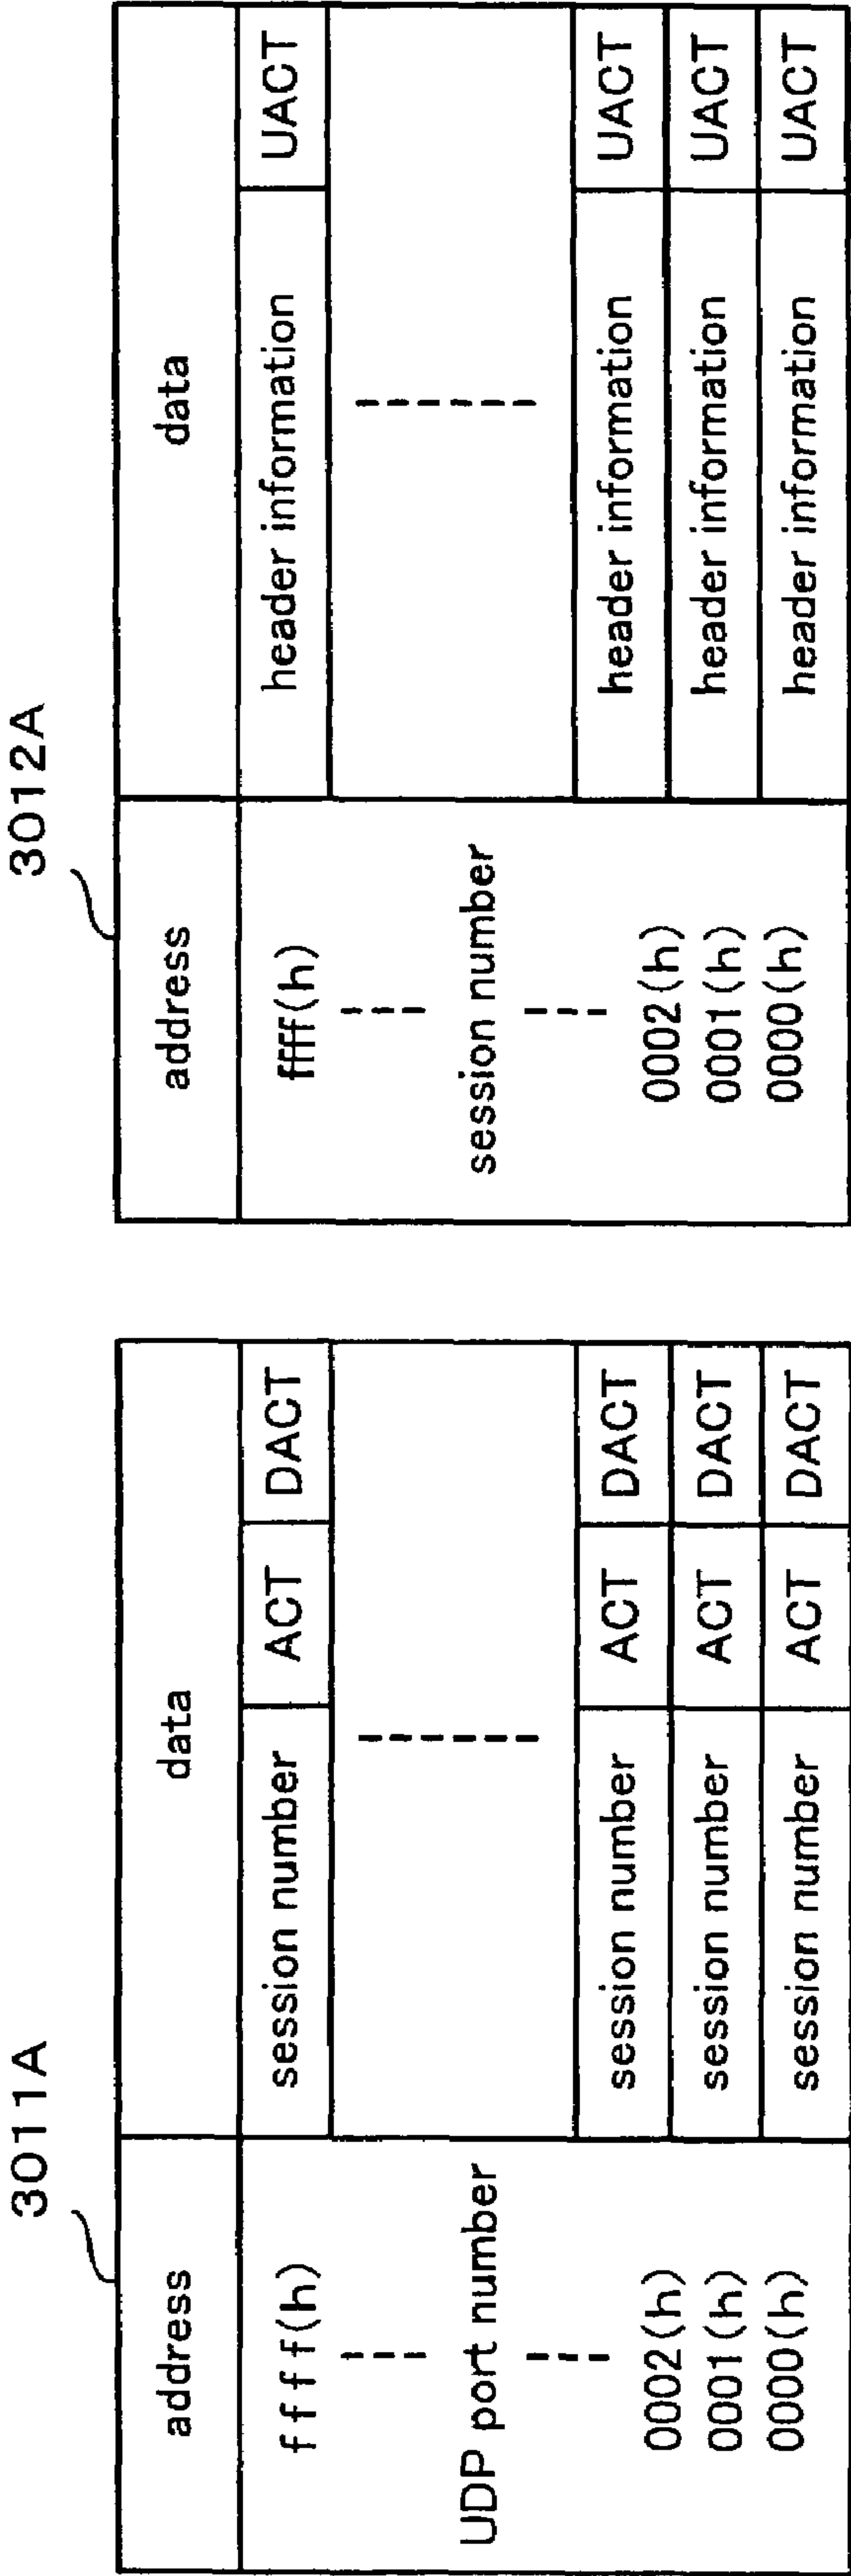 3011A
address data
ffff(h) session number ACT DACT
UDP port number
0002(h) session number ACT DACT
0001(h) session number ACT DACT
0000(h) session number ACT DACT
3012A
address data
ffff(h) header information UACT
session number
0002(h) header information UACT
0001(h) header information UACT
0000(h) header information UACT